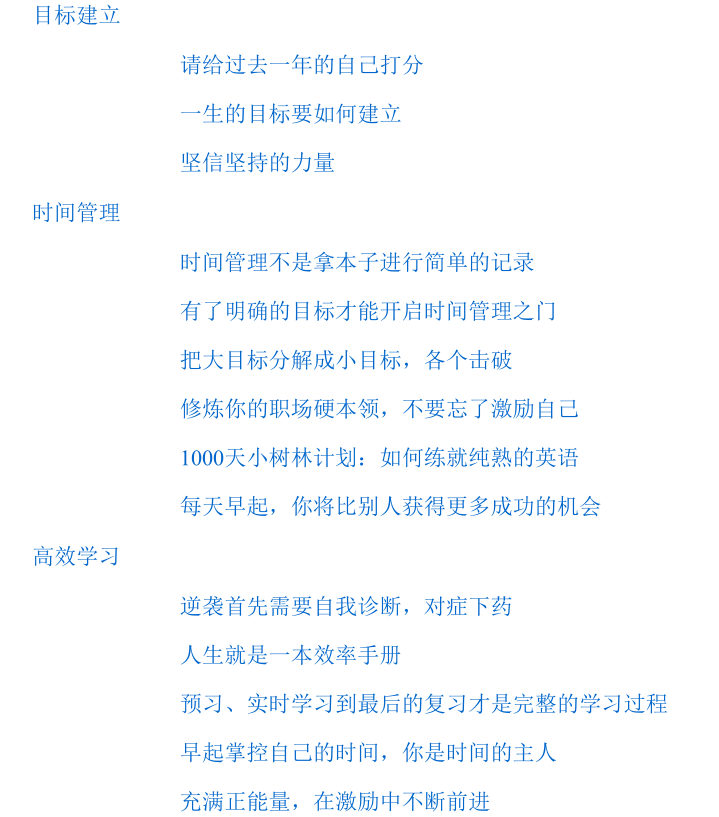 目标建立
请给过去一年的自己打分
一生的目标要如何建立
坚信坚持的力量
时间管理
时间管理不是拿本子进行简单的记录
有了明确的目标才能开启时间管理之门
把大目标分解成小目标，各个击破
修炼你的职场硬本领，不要忘了激励自己
1000天小树林计划：如何练就纯熟的英语
每天早起，你将比别人获得更多成功的机会
高效学习
逆袭首先需要自我诊断，对症下药
人生就是一本效率手册
预习、实时学习到最后的复习才是完整的学习过程
早起掌控自己的时间，你是时间的主人
充满正能量，在激励中不断前进